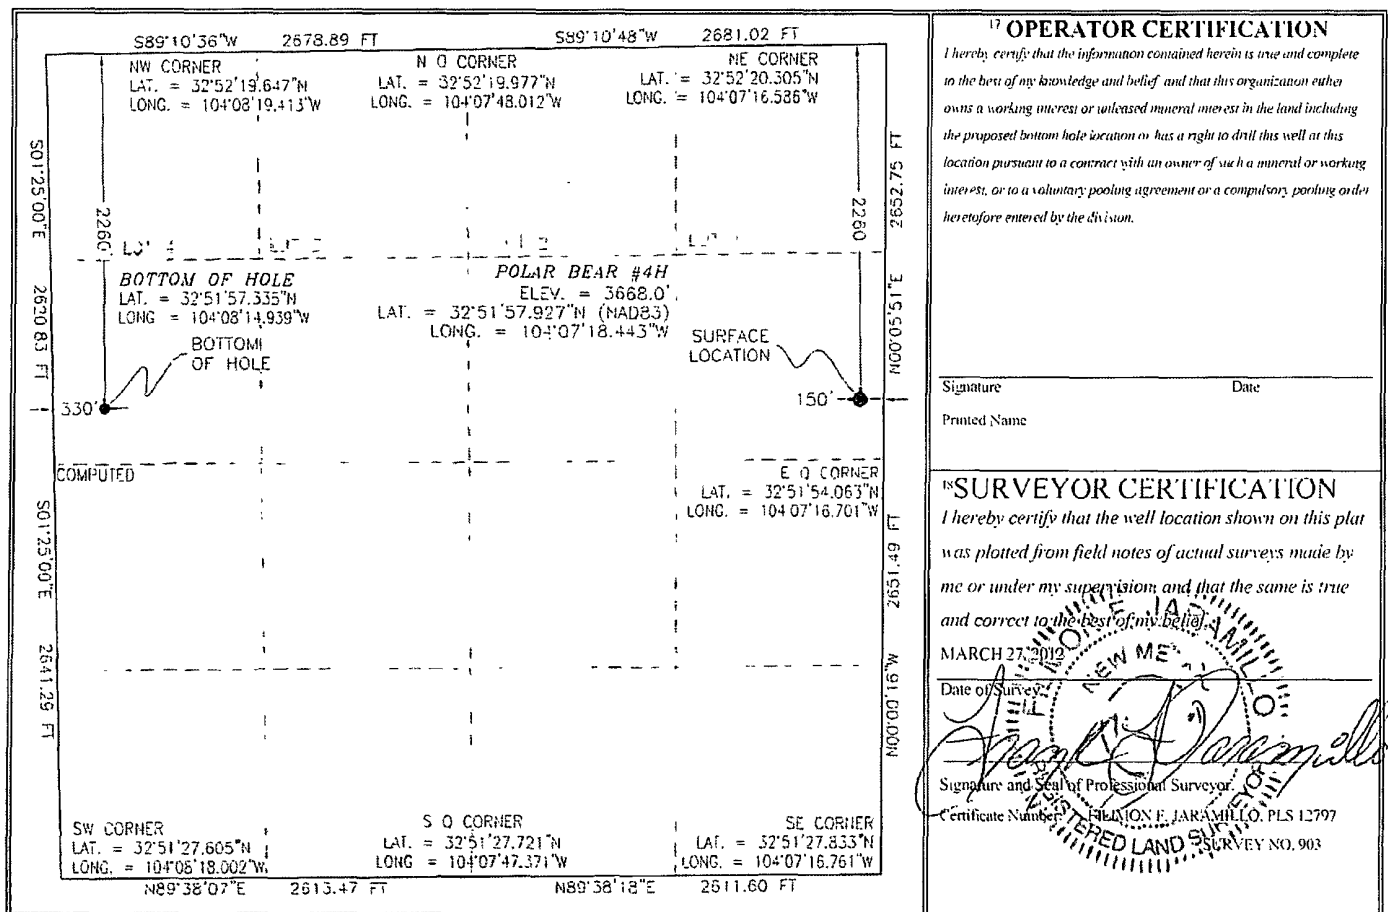 S89°10'36"W 2678.89 FT S89°10'48"W 2681.02 FT
NW CORNER
LAT. = 32°52'19.647"N
LONG. = 104°08'19.413"W
N Q CORNER
LAT. = 32°52'19.977"N
LONG. = 104°07'48.012"W
NE CORNER
LAT. = 32°52'20.305"N
LONG. = 104°07'16.586"W
S01°25'00"E 2620.83 FT
2260'
2260'
N00°05'51"E 2652.75 FT
BOTTOM OF HOLE
LAT. = 32°51'57.335"N
LONG = 104°08'14.939"W
POLAR BEAR #4H
ELEV. = 3668.0'
LAT. = 32°51'57.927"N (NAD83)
LONG. = 104°07'18.443"W
BOTTOM
OF HOLE
SURFACE
LOCATION
330'
150'
COMPUTED
E Q CORNER
LAT. = 32°51'54.063"N
LONG. = 104°07'16.701"W
S01°25'00"E 2641.29 FT
N00°00'16"W 2651.49 FT
SW CORNER
LAT. = 32°51'27.605"N
LONG. = 104°08'18.002"W
S Q CORNER
LAT. = 32°51'27.721"N
LONG = 104°07'47.371"W
SE CORNER
LAT. = 32°51'27.833"N
LONG = 104°07'16.761"W
N89°38'07"E 2613.47 FT N89°38'18"E 2611.60 FT
17 OPERATOR CERTIFICATION
I hereby certify that the information contained herein is true and complete
to the best of my knowledge and belief and that this organization either
owns a working interest or unleased mineral interest in the land including
the proposed bottom hole location or has a right to drill this well at this
location pursuant to a contract with an owner of such a mineral or working
interest, or to a voluntary pooling agreement or a compulsory pooling order
heretofore entered by the division.
Signature Date
Printed Name
18 SURVEYOR CERTIFICATION
I hereby certify that the well location shown on this plat
was plotted from field notes of actual surveys made by
me or under my supervision, and that the same is true
and correct to the best of my belief.
MARCH 27, 2012
Date of Survey
FILIMON F. JARAMILLO
NEW
REGISTERED LAND SURVEYOR
Signature and Seal of Professional Surveyor:
Certificate Number: FILIMON F. JARAMILLO, PLS 12797
SURVEY NO. 903